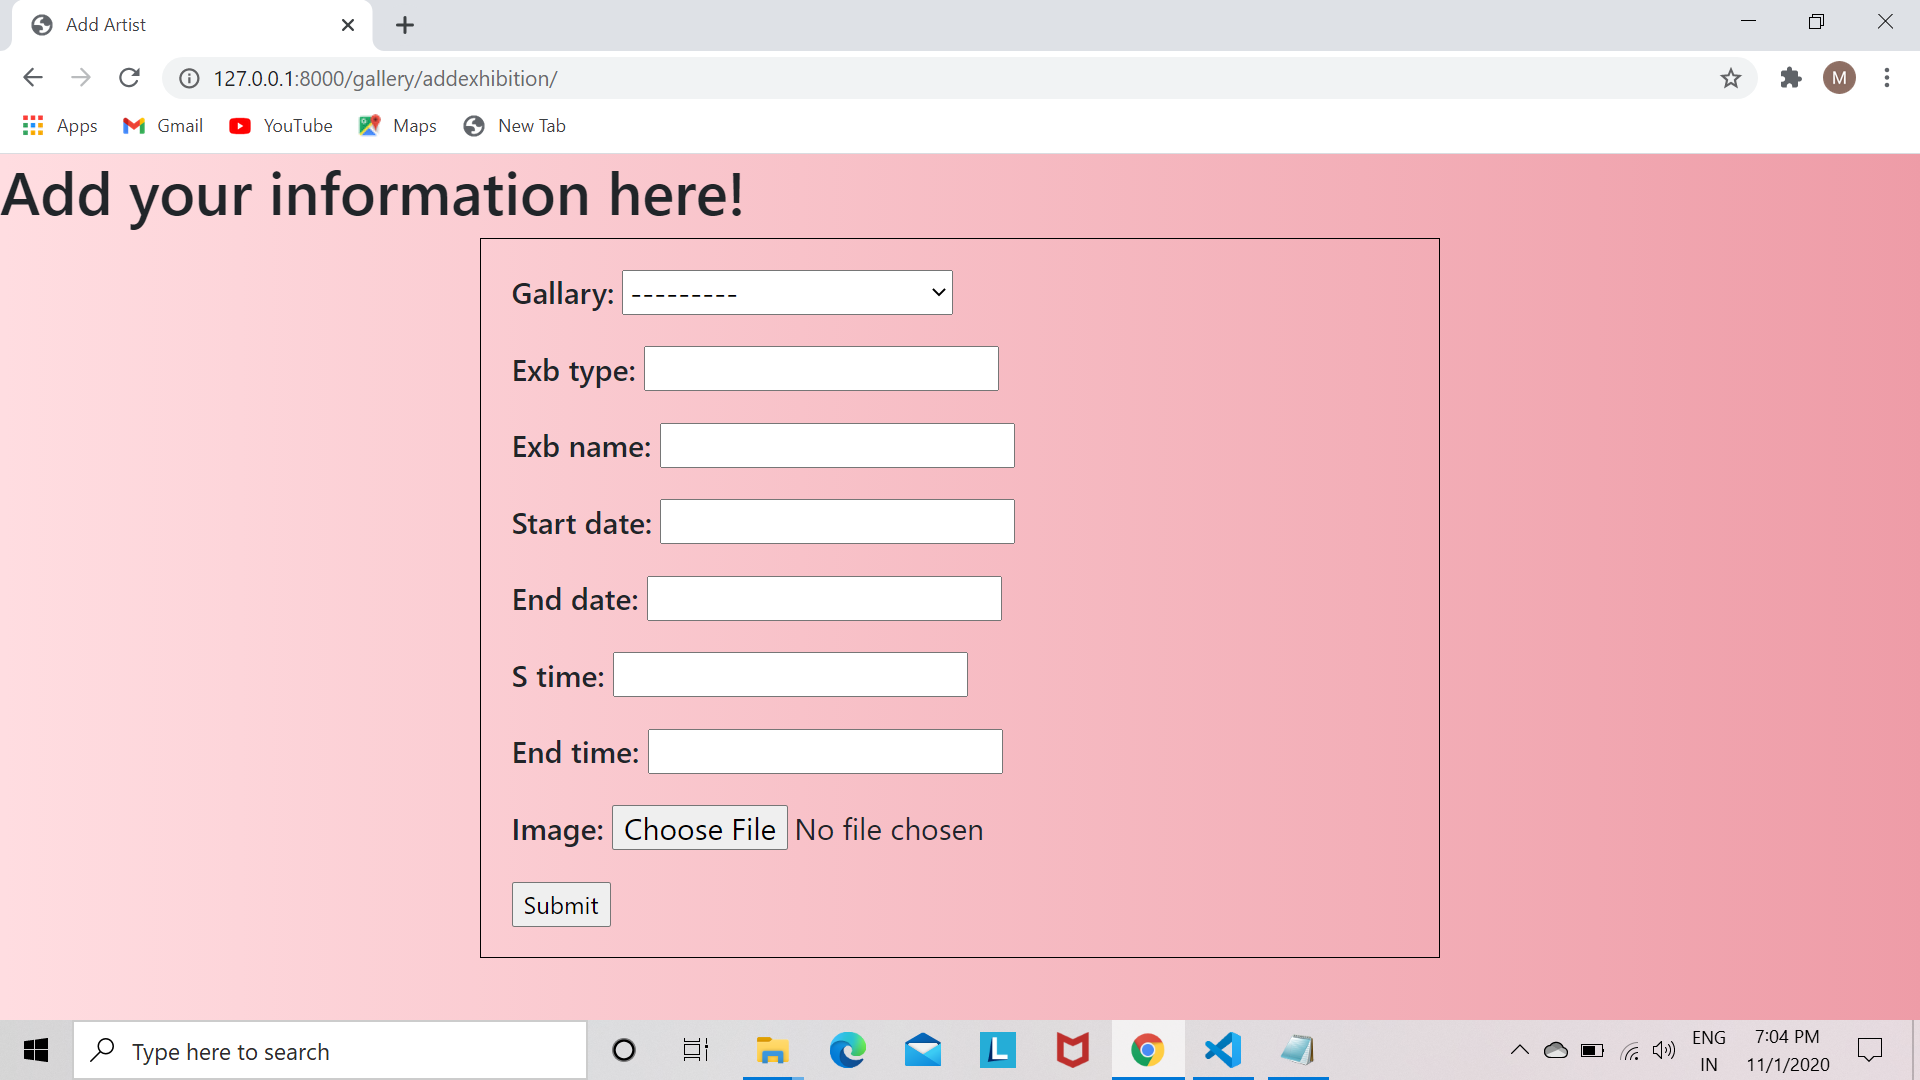 Add Artist
127.0.0.1:8000/gallery/addexhibition/
M
Apps Gmail YouTube Maps New Tab
Add your information here!
Gallary: ---------
Exb type:
Exb name:
Start date:
End date:
S time:
End time:
Image: Choose File No file chosen
Submit
Type here to search
L
ENG 7:04 PM
IN 11/1/2020